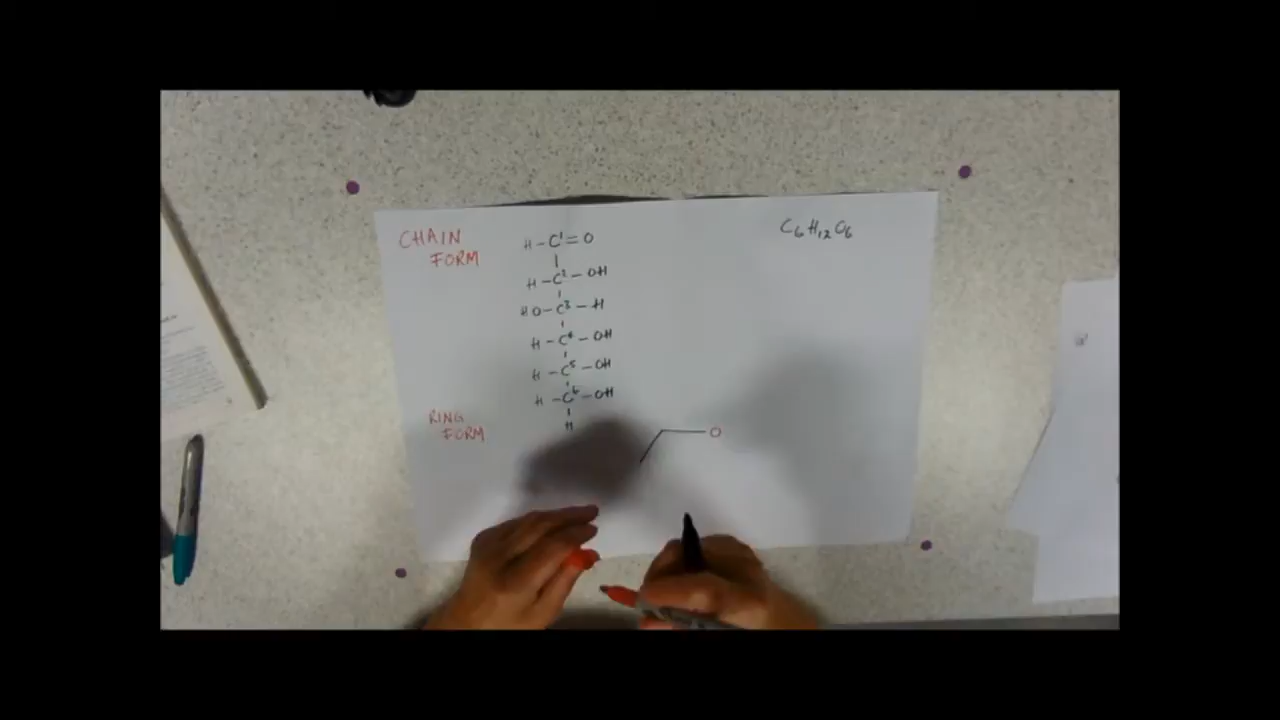 CHAIN
FORM
H-C¹=O
H-C²-OH
HO-C³-H
H-C⁴-OH
H-C⁵-OH
H-C⁶-OH
H
C₆H₁₂O₆
RING
FORM
O